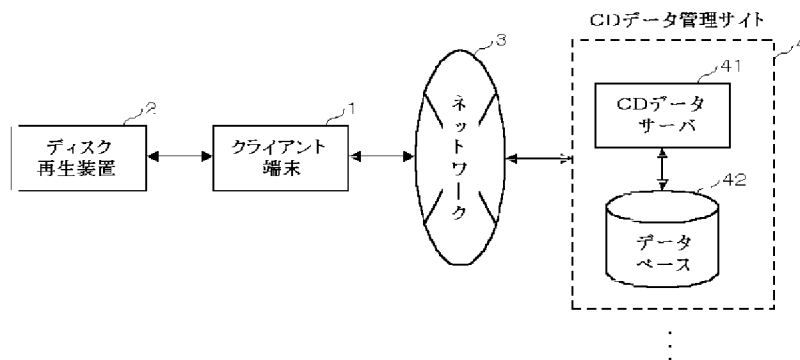 CDデータ管理サイト
4
3
41
CDデータ
サーバ
2
1
ディスク
再生装置
クライアント
端末
ネットワーク
42
データ
ベース